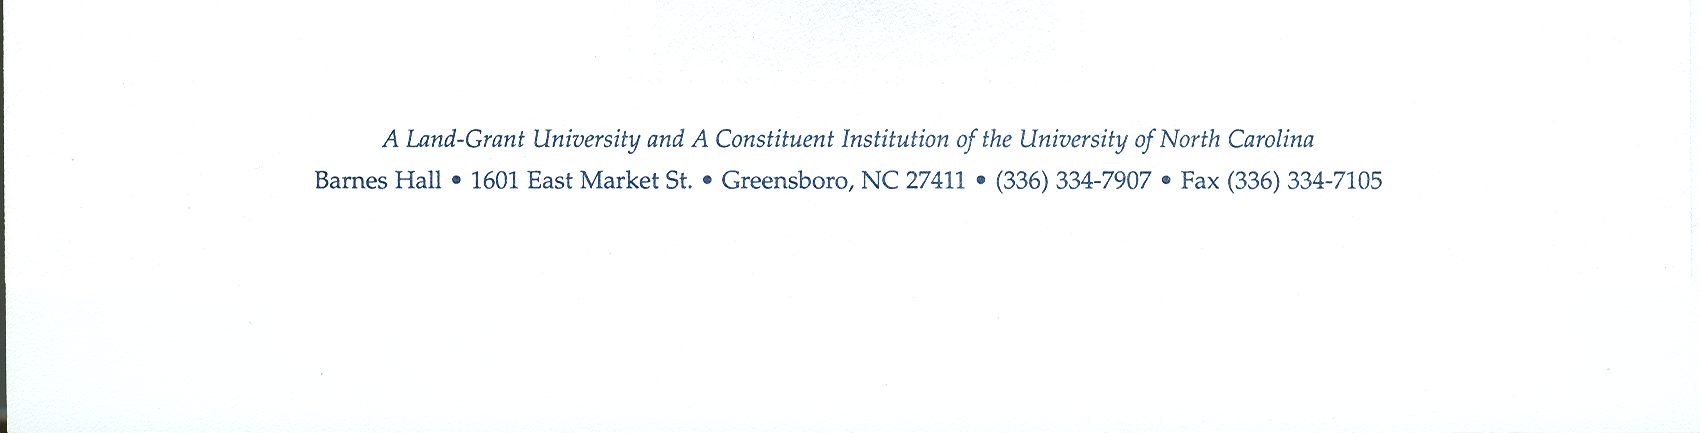 A Land-Grant University and A Constituent Institution of the University of North Carolina
Barnes Hall • 1601 East Market St. • Greensboro, NC 27411 • (336) 334-7907 • Fax (336) 334-7105